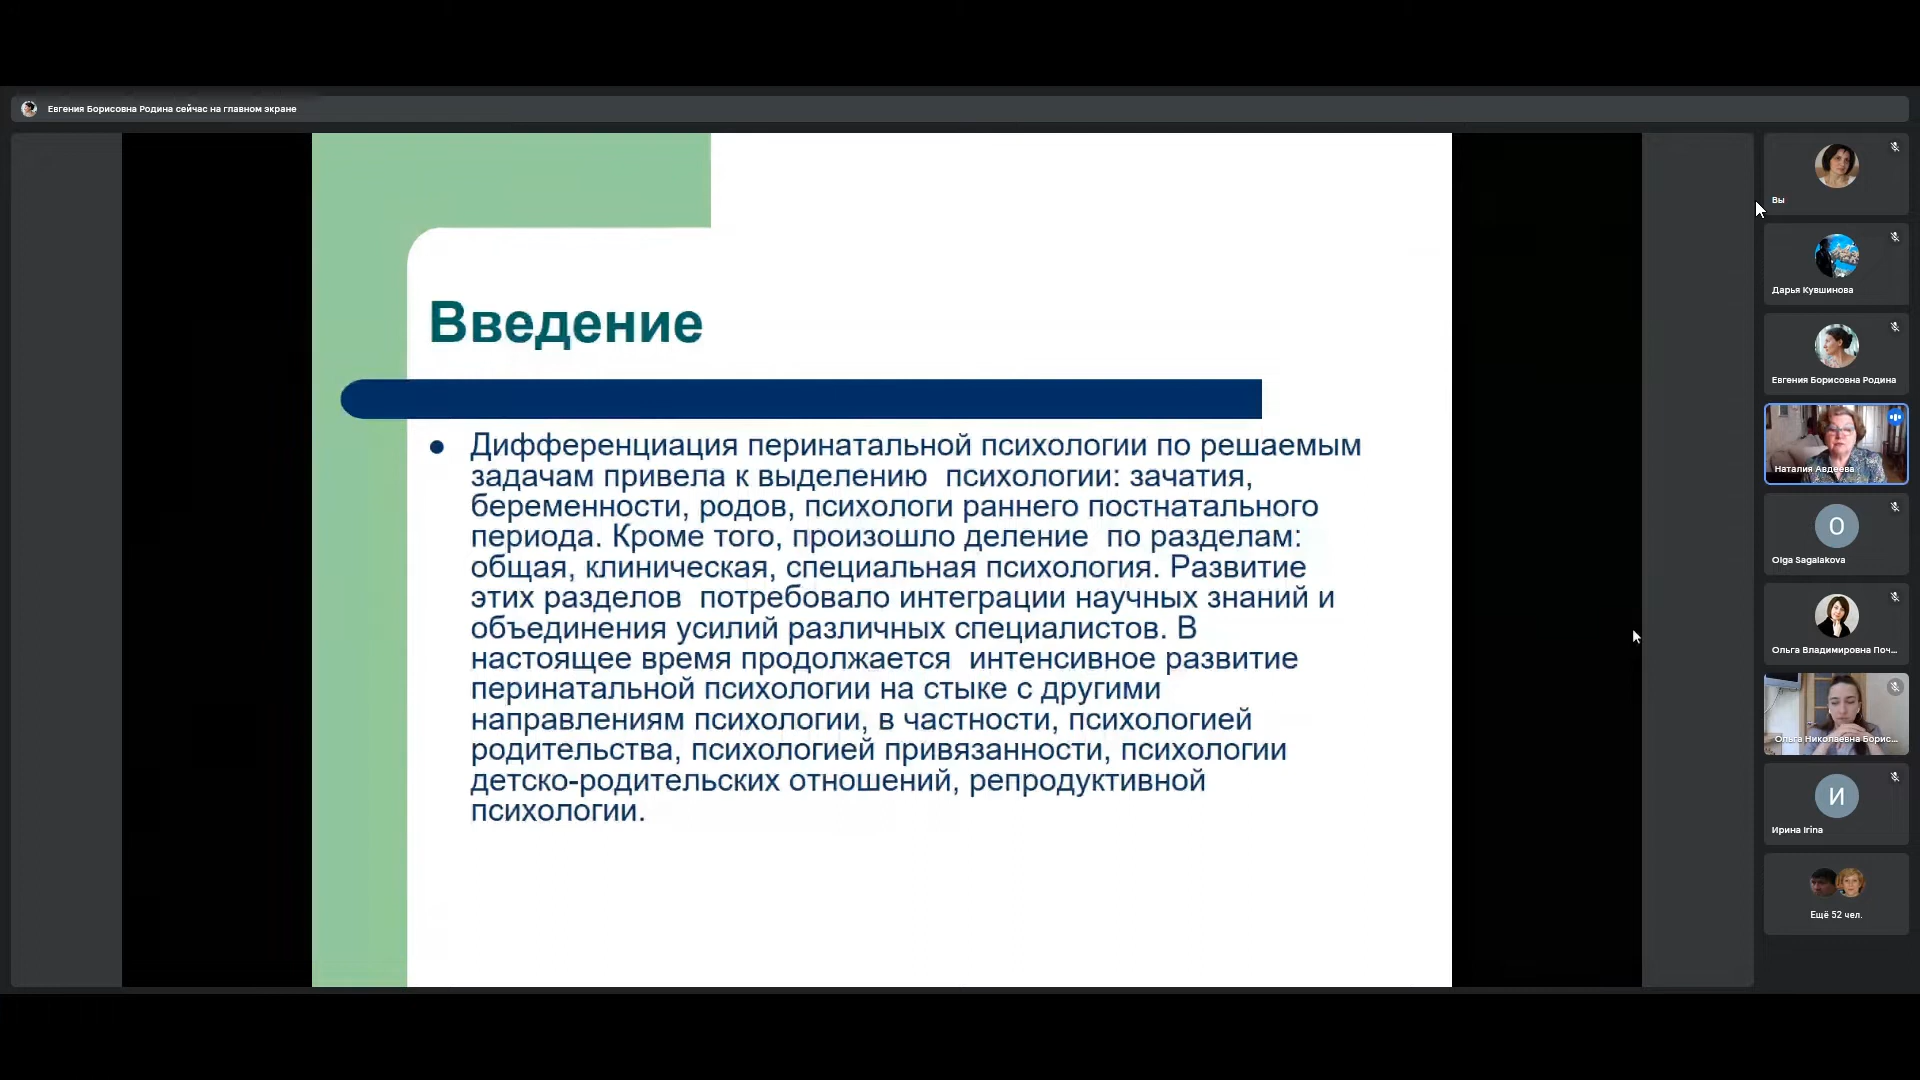 Евгения Борисовна Родина сейчас на главном экране
Введение
Дифференциация перинатальной психологии по решаемым
задачам привела к выделению психологии: зачатия,
беременности, родов, психологи раннего постнатального
периода. Кроме того, произошло деление по разделам:
общая, клиническая, специальная психология. Развитие
этих разделов потребовало интеграции научных знаний и
объединения усилий различных специалистов. В
настоящее время продолжается интенсивное развитие
перинатальной психологии на стыке с другими
направлениям психологии, в частности, психологией
родительства, психологией привязанности, психологии
детско-родительских отношений, репродуктивной
психологии.
Вы
Дарья Кувшинова
Евгения Борисовна Родина
Наталия Авдеева
O
Olga Sagalakova
Ольга Владимировна Поч...
Ольга Николаевна Борис...
И
Ирина Irina
Ещё 52 чел.